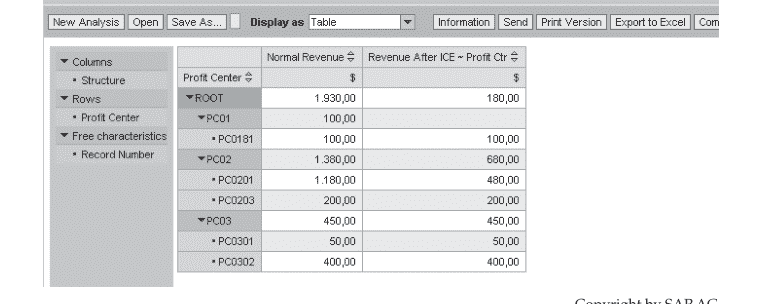 New Analysis Open Save As... Display as Table Information Send Print Version Export to Excel Com
Columns
Structure
Rows
Profit Center
Free characteristics
Record Number
Normal Revenue Revenue After ICE ~ Profit Ctr
Profit Center $ $
ROOT 1.930,00 180,00
PC01 100,00
PC0181 100,00 100,00
PC02 1.380,00 680,00
PC0201 1.180,00 480,00
PC0203 200,00 200,00
PC03 450,00 450,00
PC0301 50,00 50,00
PC0302 400,00 400,00
Copyright by SAP AG